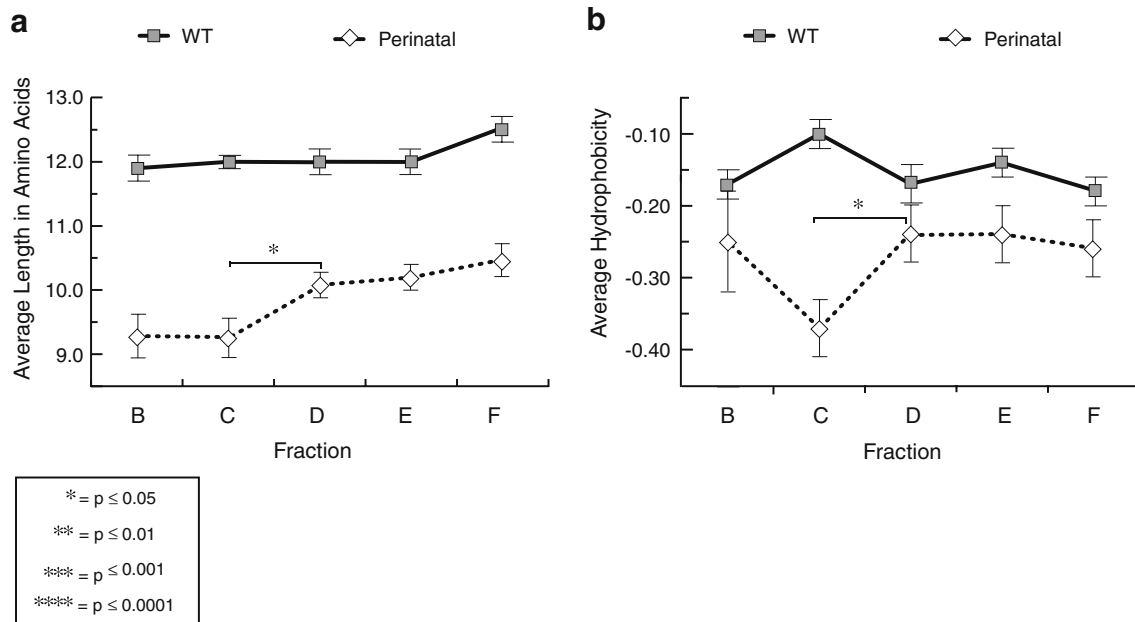 a
WT
Perinatal
Average Length in Amino Acids
13.0
12.0
11.0
10.0
9.0
*
B C D E F
Fraction
b
WT
Perinatal
Average Hydrophobicity
-0.10
-0.20
-0.30
-0.40
*
B C D E F
Fraction
* = p ≤ 0.05
** = p ≤ 0.01
*** = p ≤ 0.001
**** = p ≤ 0.0001